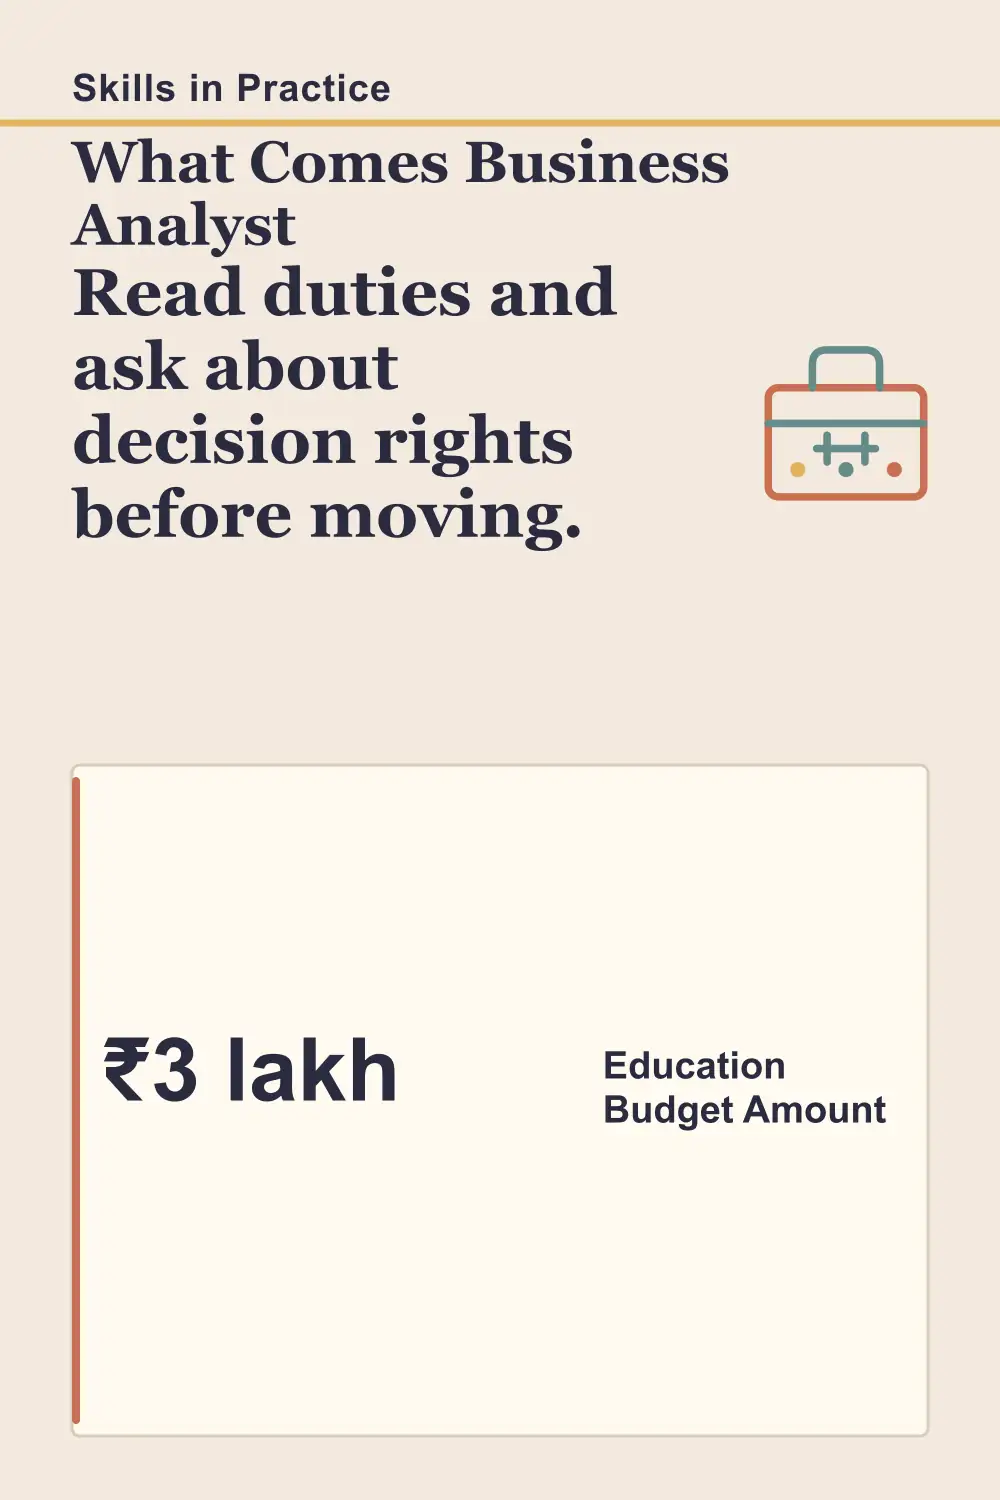 Skills in Practice
What Comes Business
Analyst
Read duties and
ask about
decision rights
before moving.
₹3 lakh
Education
Budget Amount